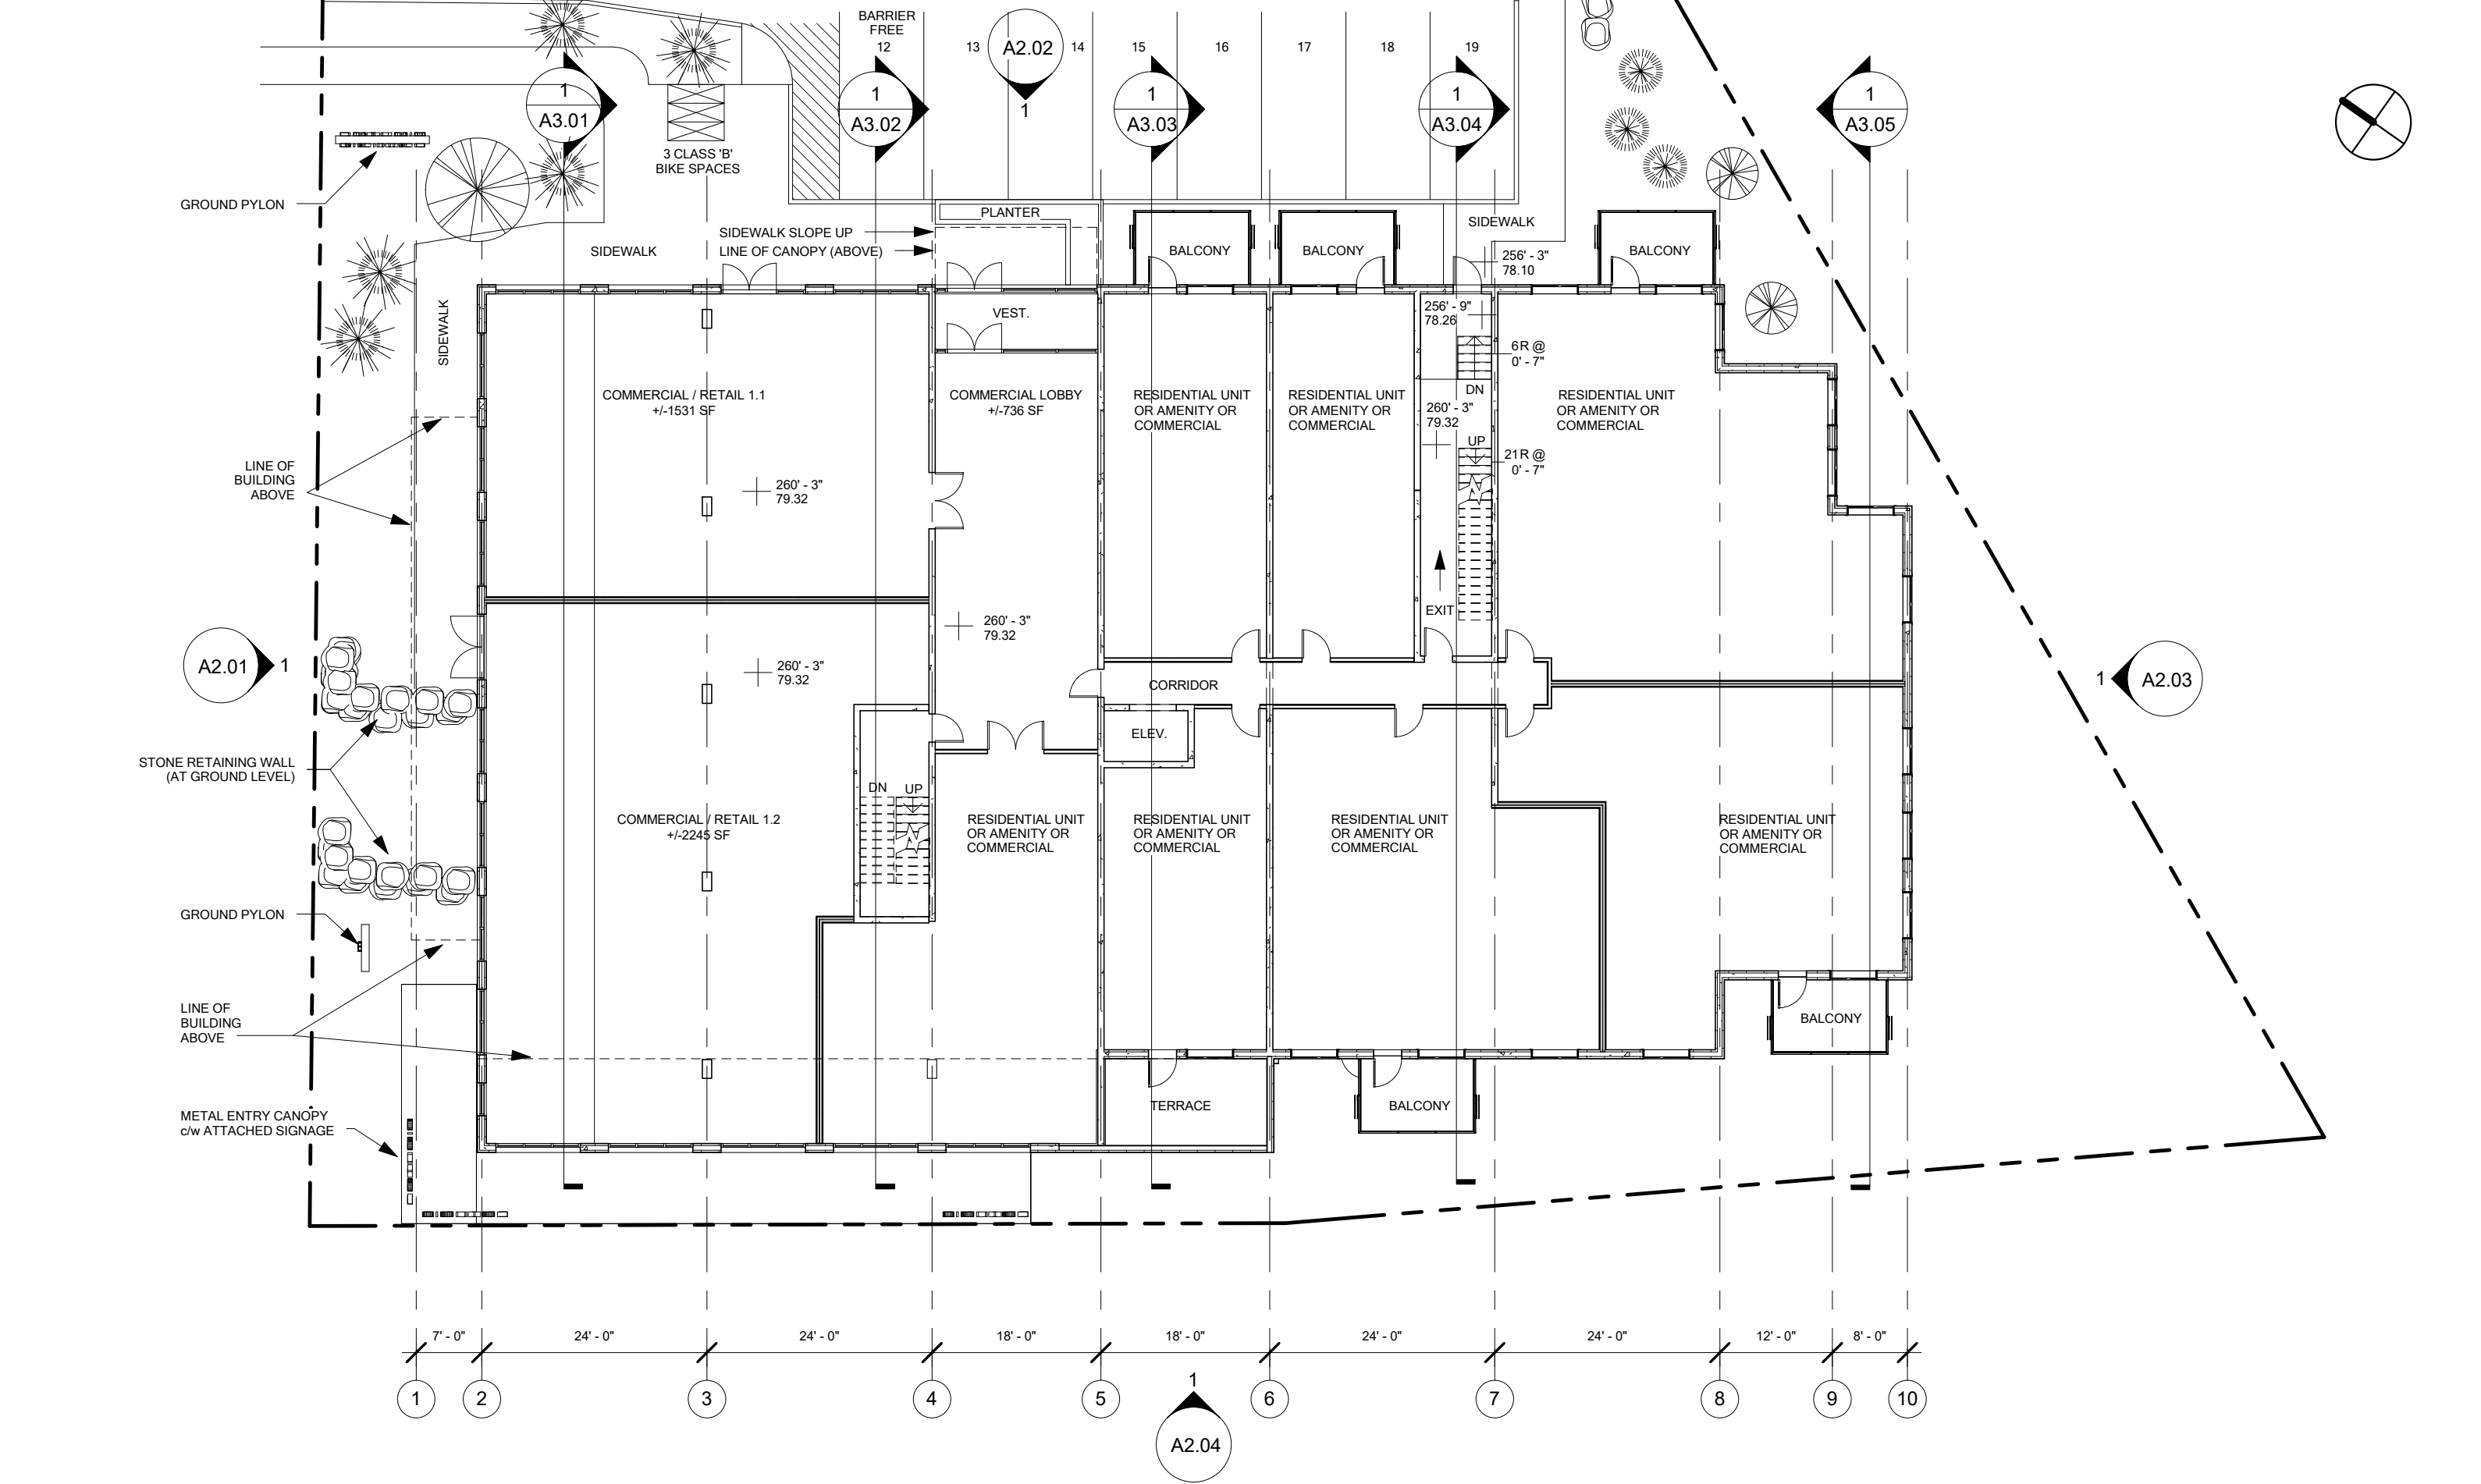 BARRIER
FREE
12
13
A2.02
1
14
15
16
17
18
19
1
A3.01
1
A3.02
1
A3.03
1
A3.04
1
A3.05
3 CLASS 'B'
BIKE SPACES
GROUND PYLON
PLANTER
SIDEWALK SLOPE UP
LINE OF CANOPY (ABOVE)
SIDEWALK
SIDEWALK
SIDEWALK
BALCONY
BALCONY
BALCONY
256' - 3"
78.10
VEST.
256' - 9"
78.26
6R @
0' - 7"
DN
COMMERCIAL / RETAIL 1.1
+/-1531 SF
COMMERCIAL LOBBY
+/-736 SF
RESIDENTIAL UNIT
OR AMENITY OR
COMMERCIAL
RESIDENTIAL UNIT
OR AMENITY OR
COMMERCIAL
260' - 3"
79.32
RESIDENTIAL UNIT
OR AMENITY OR
COMMERCIAL
UP
21R @
0' - 7"
LINE OF
BUILDING
ABOVE
260' - 3"
79.32
EXIT
260' - 3"
79.32
260' - 3"
79.32
A2.01
1
CORRIDOR
1
A2.03
ELEV.
STONE RETAINING WALL
(AT GROUND LEVEL)
DN
UP
COMMERCIAL / RETAIL 1.2
+/-2245 SF
RESIDENTIAL UNIT
OR AMENITY OR
COMMERCIAL
RESIDENTIAL UNIT
OR AMENITY OR
COMMERCIAL
RESIDENTIAL UNIT
OR AMENITY OR
COMMERCIAL
RESIDENTIAL UNIT
OR AMENITY OR
COMMERCIAL
GROUND PYLON
LINE OF
BUILDING
ABOVE
BALCONY
METAL ENTRY CANOPY
c/w ATTACHED SIGNAGE
TERRACE
BALCONY
7' - 0"
24' - 0"
24' - 0"
18' - 0"
18' - 0"
24' - 0"
24' - 0"
12' - 0"
8' - 0"
1
2
3
4
5
6
7
8
9
10
1
A2.04